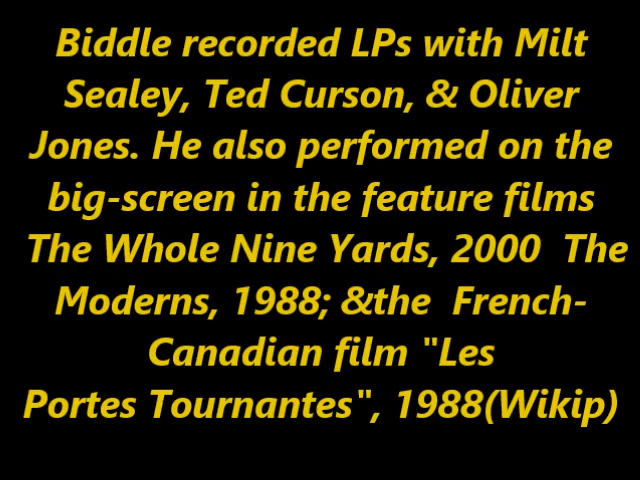 Biddle recorded LPs with Milt
Sealey, Ted Curson, & Oliver
Jones. He also performed on the
big-screen in the feature films
The Whole Nine Yards, 2000  The
Moderns, 1988; &the  French-
Canadian film "Les
Portes Tournantes", 1988(Wikip)